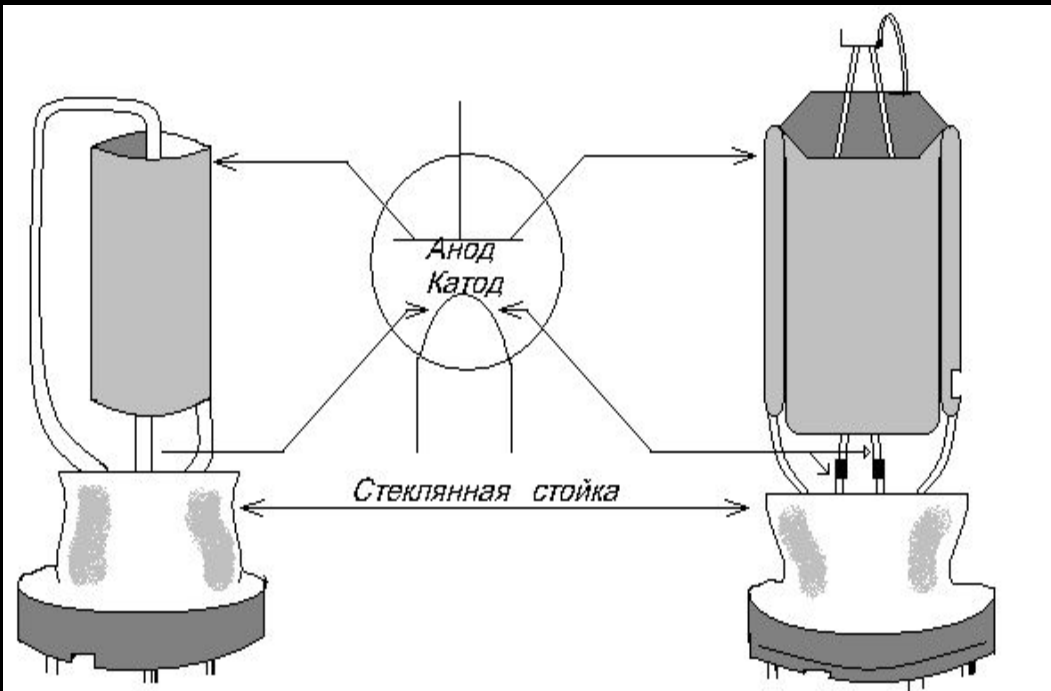 Анод
Катод
Стеклянная стойка